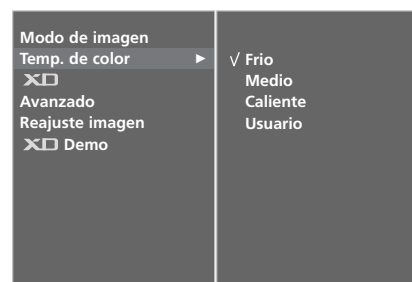 Modo de imagen
Temp. de color ►
XD
Avanzado
Reajuste imagen
XD Demo
√ Frio
Medio
Caliente
Usuario